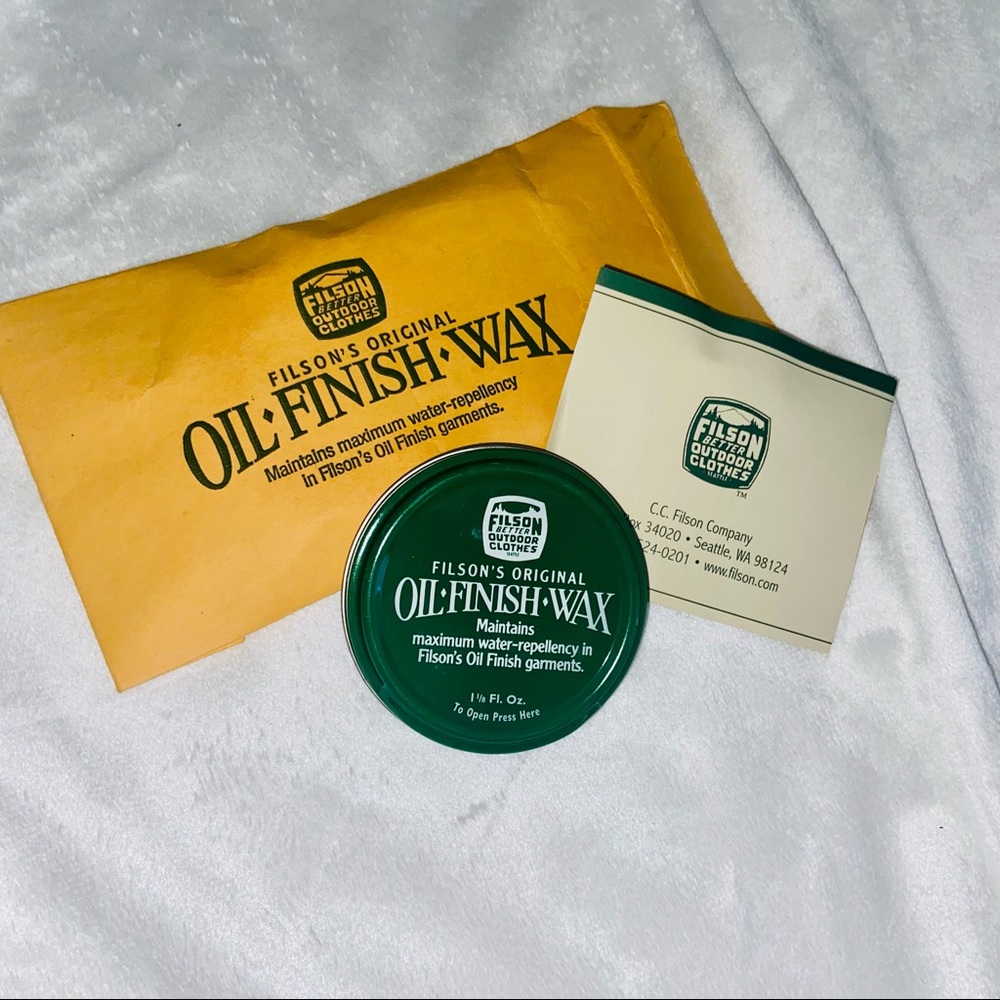 FILSON
BETTER
OUTDOOR
CLOTHES
FILSON'S ORIGINAL
OIL·FINISH·WAX
Maintains maximum water-repellency
in Filson's Oil Finish garments.
FILSON
BETTER
OUTDOOR
CLOTHES
SEATTLE
TM
C.C. Filson Company
34020 • Seattle, WA 98124
24-0201 • www.filson.com
FILSON
BETTER
OUTDOOR
CLOTHES
SEATTLE
FILSON'S ORIGINAL
OIL·FINISH·WAX
Maintains
maximum water-repellency in
Filson's Oil Finish garments.
1 1/8 Fl. Oz.
To Open Press Here